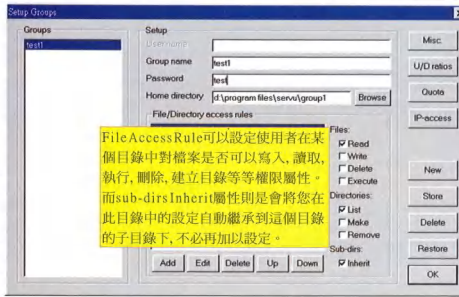 Setup Groups
Groups
test1
Setup
User name
Group name
test1
Password
test
Home directory
d:\program files\servu\group1
Browse
File/Directory access rules
FileAccessRule可以設定使用者在某
個目錄中對檔案是否可以寫入,讀取,
執行,刪除,建立目錄等等權限屬性。
而sub-dirsInherit屬性則是會將您在
此目錄中的設定自動繼承到這個目錄
的子目錄下,不必再加以設定。
Files:
Read
Write
Delete
Execute
Directories:
List
Make
Remove
Sub-dirs:
Inherit
Add
Edit
Delete
Up
Down
Misc.
U/D ratios
Quota
IP-access
New
Store
Delete
Restore
OK